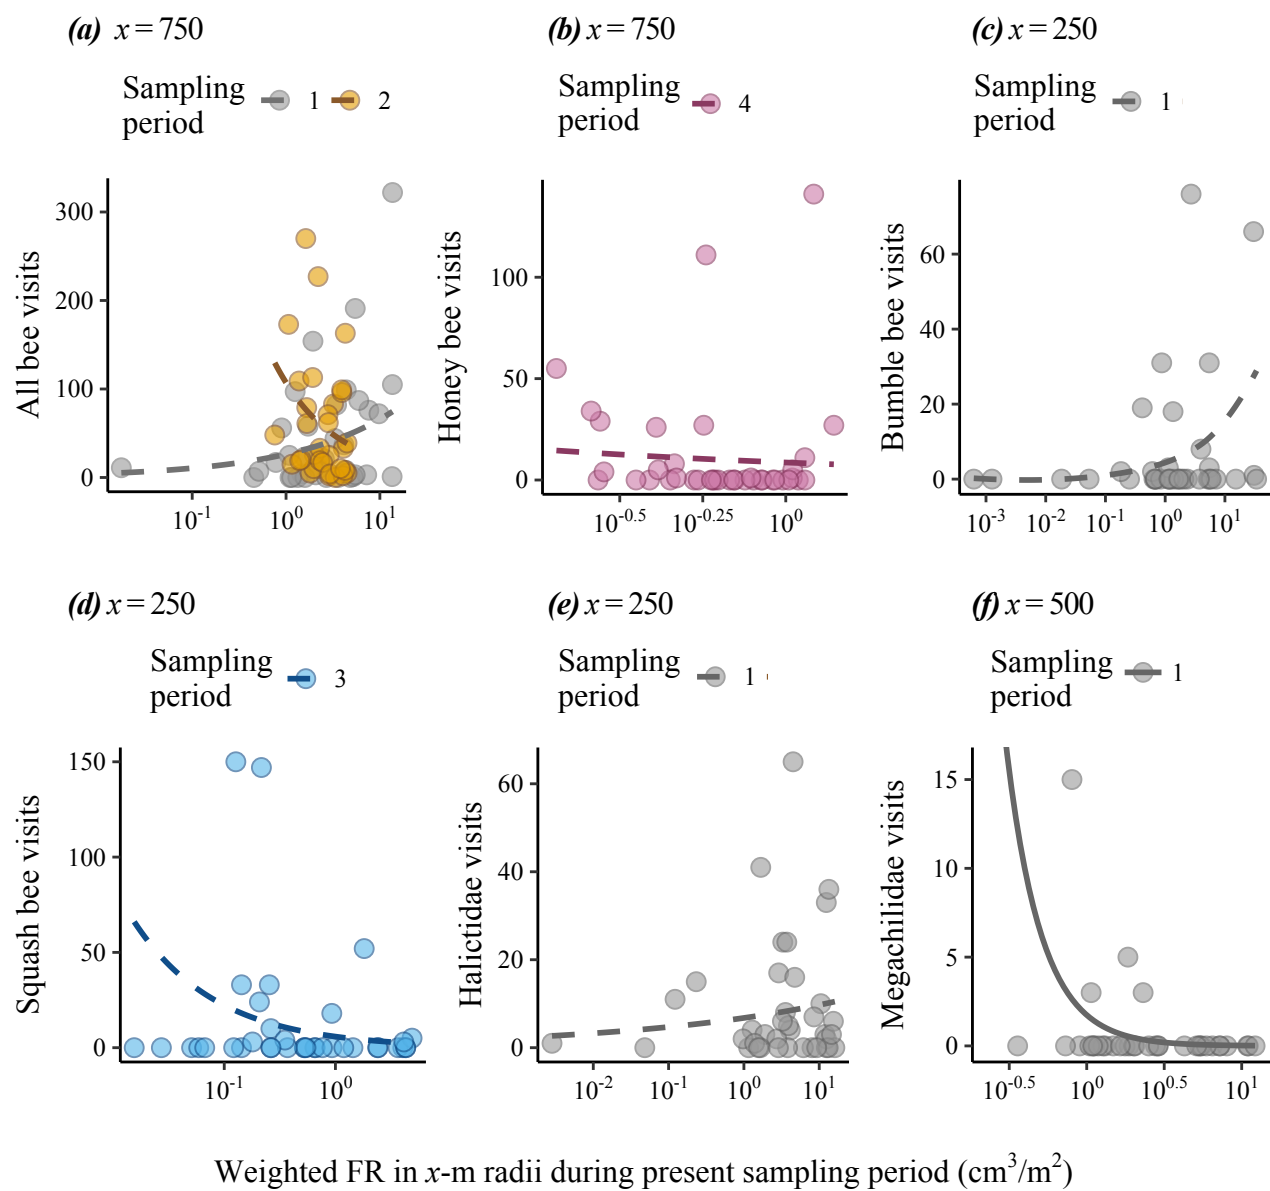 (a) x = 750
Sampling period 1 2
All bee visits
300
200
100
0
10^-1 10^0 10^1
(b) x = 750
Sampling period 4
Honey bee visits
100
50
0
10^-0.5 10^-0.25 10^0
(c) x = 250
Sampling period 1
Bumble bee visits
60
40
20
0
10^-3 10^-2 10^-1 10^0 10^1
(d) x = 250
Sampling period 3
Squash bee visits
150
100
50
0
10^-1 10^0
(e) x = 250
Sampling period 1
Halictidae visits
60
40
20
0
10^-2 10^-1 10^0 10^1
(f) x = 500
Sampling period 1
Megachilidae visits
15
10
5
0
10^-0.5 10^0 10^0.5 10^1
Weighted FR in x-m radii during present sampling period (cm^3/m^2)